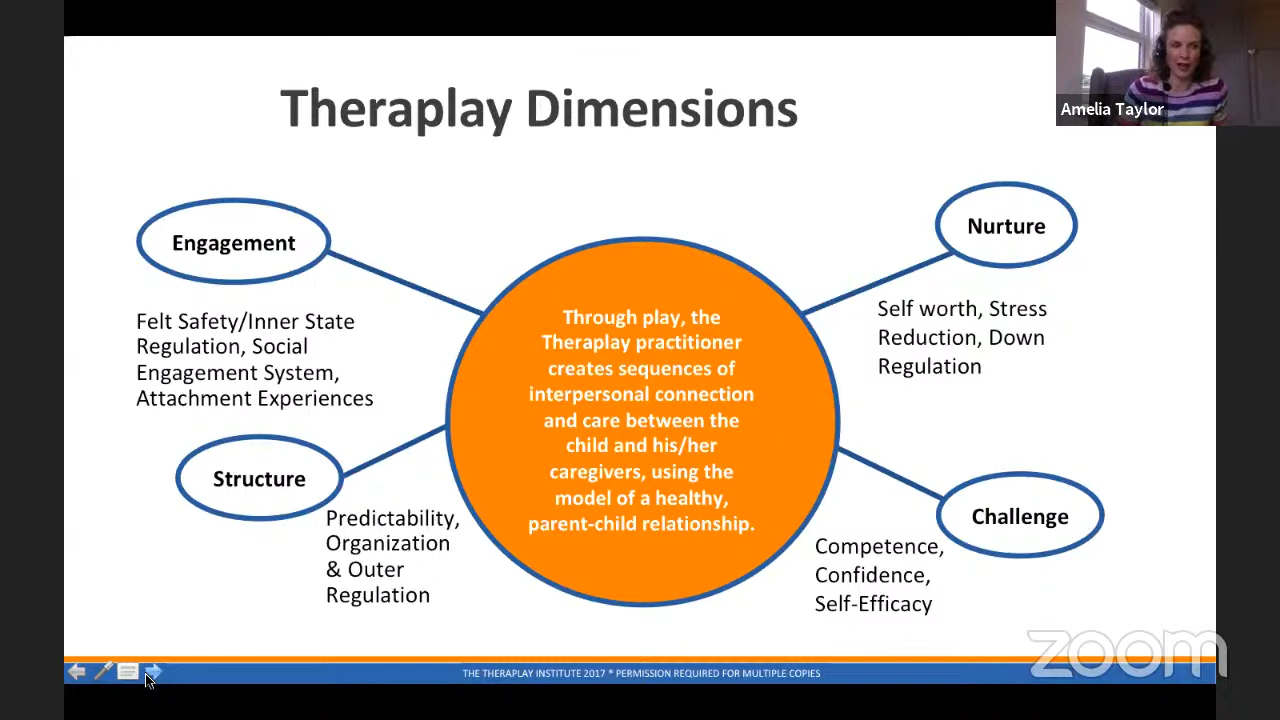 Theraplay Dimensions
Amelia Taylor
Engagement
Felt Safety/Inner State
Regulation, Social
Engagement System,
Attachment Experiences
Structure
Predictability,
Organization
& Outer
Regulation
Through play, the
Theraplay practitioner
creates sequences of
interpersonal connection
and care between the
child and his/her
caregivers, using the
model of a healthy,
parent-child relationship.
Nurture
Self worth, Stress
Reduction, Down
Regulation
Challenge
Competence,
Confidence,
Self-Efficacy
THE THERAPLAY INSTITUTE 2017 * PERMISSION REQUIRED FOR MULTIPLE COPIES
zoom